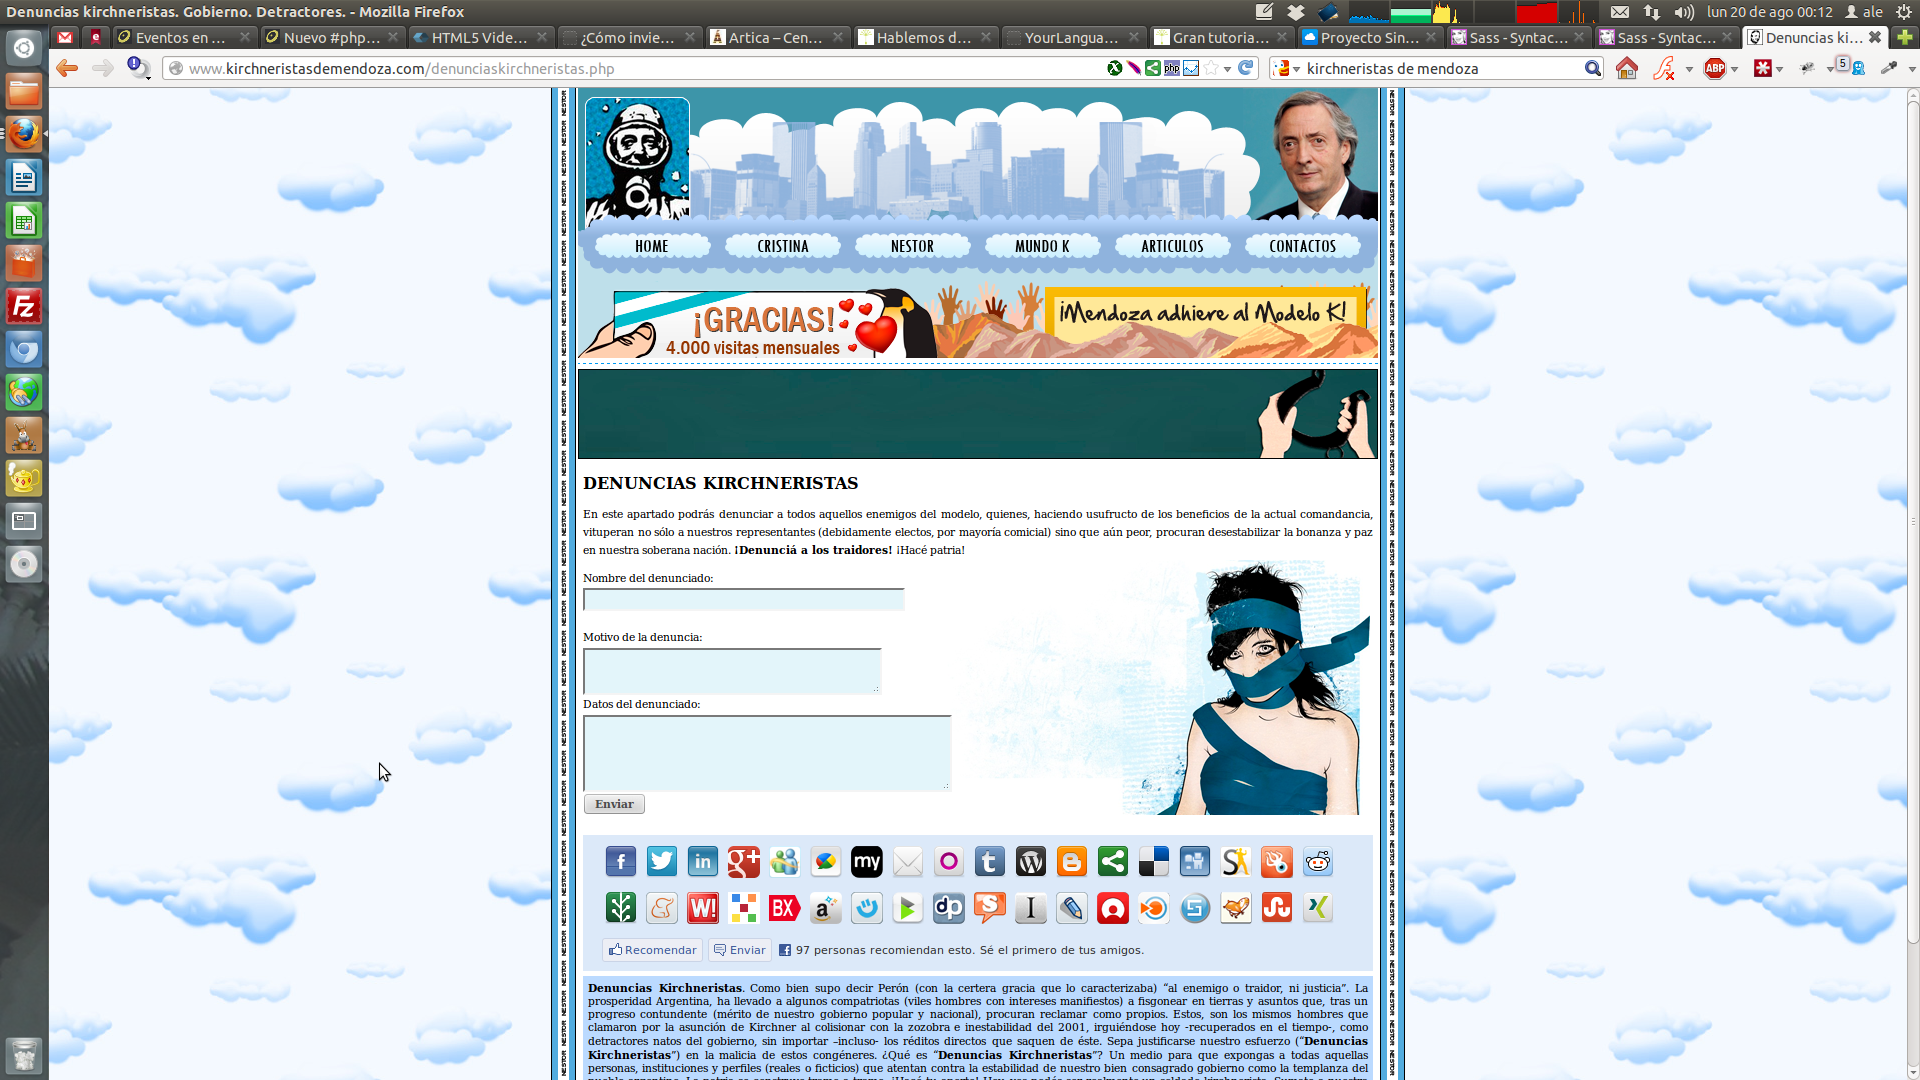 Denuncias kirchneristas. Gobierno. Detractores. - Mozilla Firefox
lun 20 de ago 00:12 ale
Eventos en ...
Nuevo #php...
HTML5 Vide...
¿Cómo invie...
Artica – Cen...
Hablemos d...
YourLangua...
Gran tutoria...
Proyecto Sin...
Sass - Syntac...
Sass - Syntac...
Denuncias ki...
www.kirchneristasdemendoza.com/denunciaskirchneristas.php
php
kirchneristas de mendoza
ABP
5
HOME CRISTINA NESTOR MUNDO K ARTICULOS CONTACTOS
¡GRACIAS!
4.000 visitas mensuales
¡Mendoza adhiere al Modelo K!
NESTOR
DENUNCIAS KIRCHNERISTAS
En este apartado podrás denunciar a todos aquellos enemigos del modelo, quienes, haciendo usufructo de los beneficios de la actual comandancia,
vituperan no sólo a nuestros representantes (debidamente electos, por mayoría comicial) sino que aún peor, procuran desestabilizar la bonanza y paz
en nuestra soberana nación. ¡Denunciá a los traidores! ¡Hacé patria!
Nombre del denunciado:
Motivo de la denuncia:
Datos del denunciado:
Enviar
f in g+ my t W! BX a dp S I
Recomendar Enviar 97 personas recomiendan esto. Sé el primero de tus amigos.
Denuncias Kirchneristas. Como bien supo decir Perón (con la certera gracia que lo caracterizaba) “al enemigo o traidor, ni justicia”. La
prosperidad Argentina, ha llevado a algunos compatriotas (viles hombres con intereses manifiestos) a fisgonear en tierras y asuntos que, tras un
progreso contundente (mérito de nuestro gobierno popular y nacional), procuran reclamar como propios. Estos, son los mismos hombres que
clamaron por la asunción de Kirchner al colisionar con la zozobra e inestabilidad del 2001, irguiéndose hoy -recuperados en el tiempo-, como
detractores natos del gobierno, sin importar –incluso- los réditos directos que saquen de éste. Sepa justificarse nuestro esfuerzo (“Denuncias
Kirchneristas”) en la malicia de estos congéneres. ¿Qué es “Denuncias Kirchneristas”? Un medio para que expongas a todas aquellas
personas, instituciones y perfiles (reales o ficticios) que atentan contra la estabilidad de nuestro bien consagrado gobierno como la templanza del